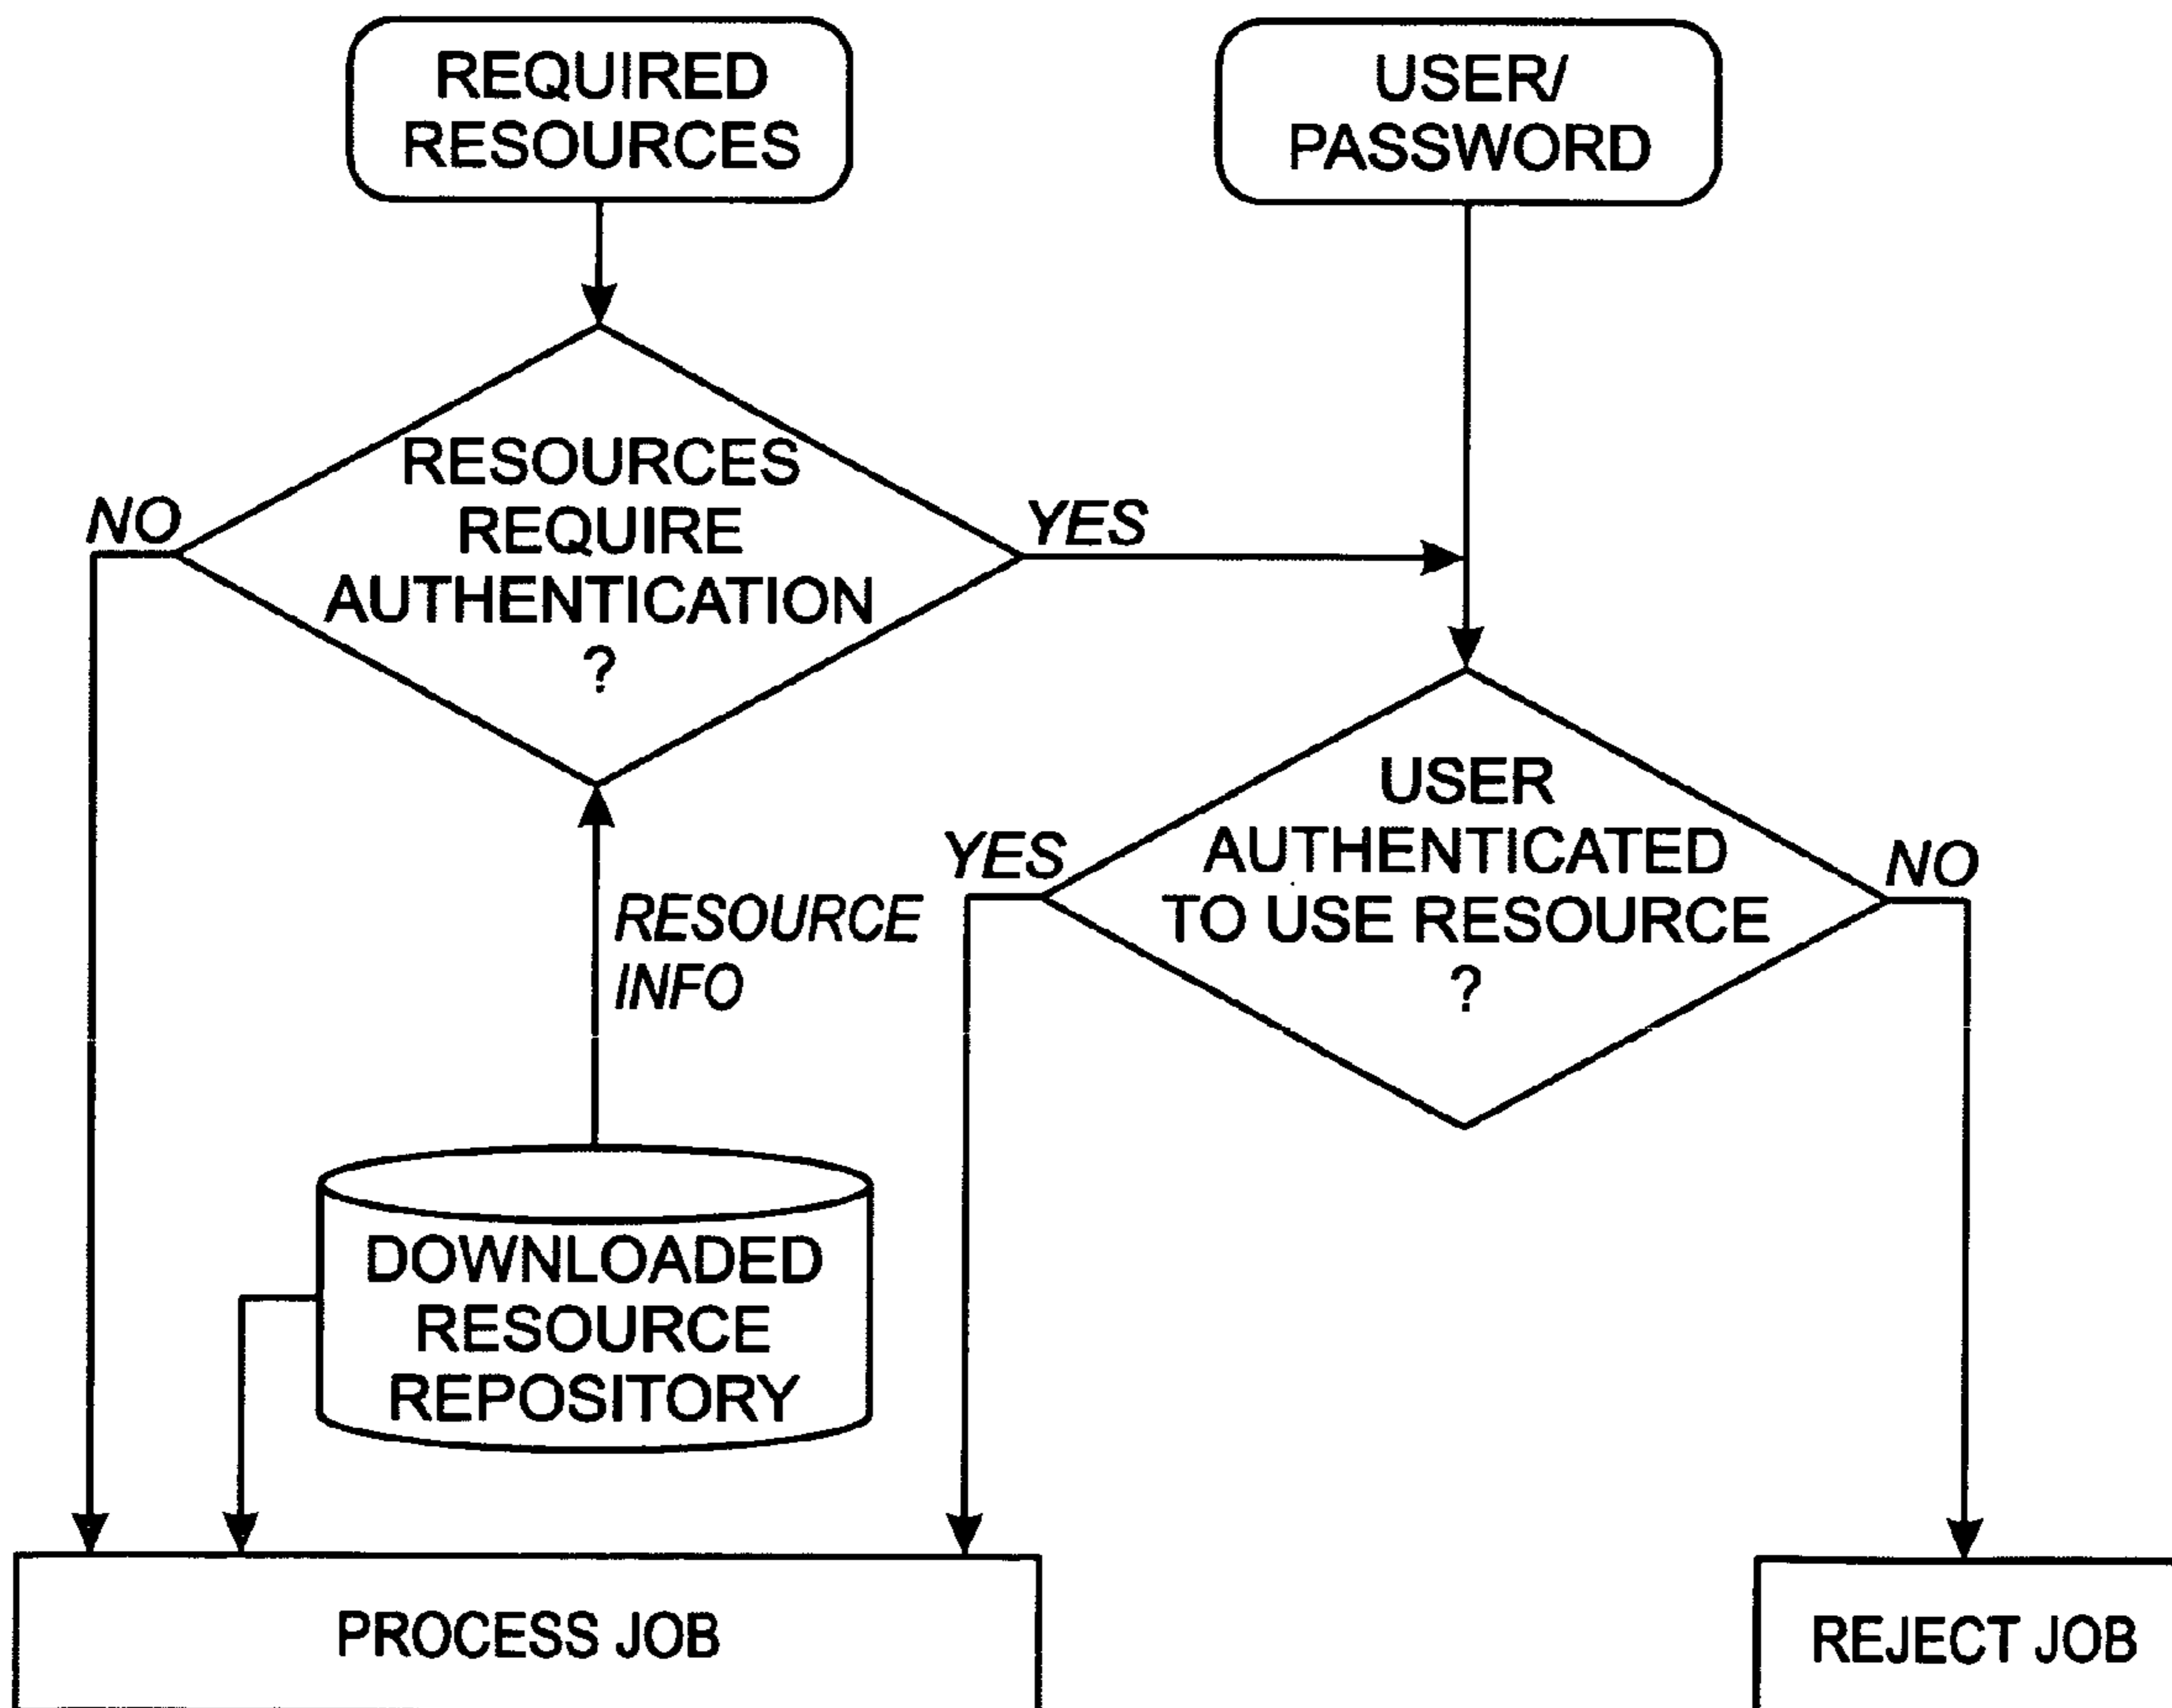 REQUIRED
RESOURCES
USER/
PASSWORD
RESOURCES
REQUIRE
AUTHENTICATION
?
NO
YES
USER
AUTHENTICATED
TO USE RESOURCE
?
YES
NO
RESOURCE
INFO
DOWNLOADED
RESOURCE
REPOSITORY
PROCESS JOB
REJECT JOB